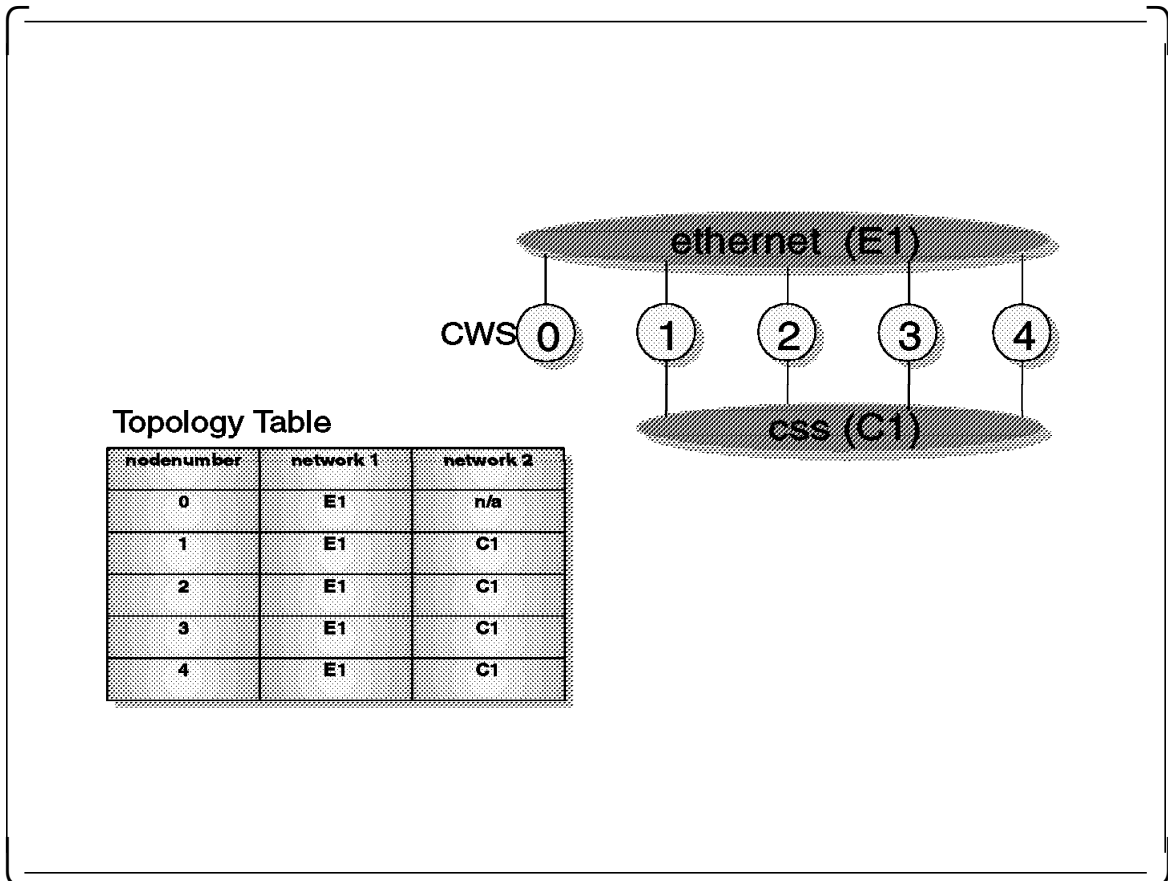 ethernet (E1)
CWS 0 1 2 3 4
css (C1)
Topology Table
nodenumber network 1 network 2
0 E1 n/a
1 E1 C1
2 E1 C1
3 E1 C1
4 E1 C1